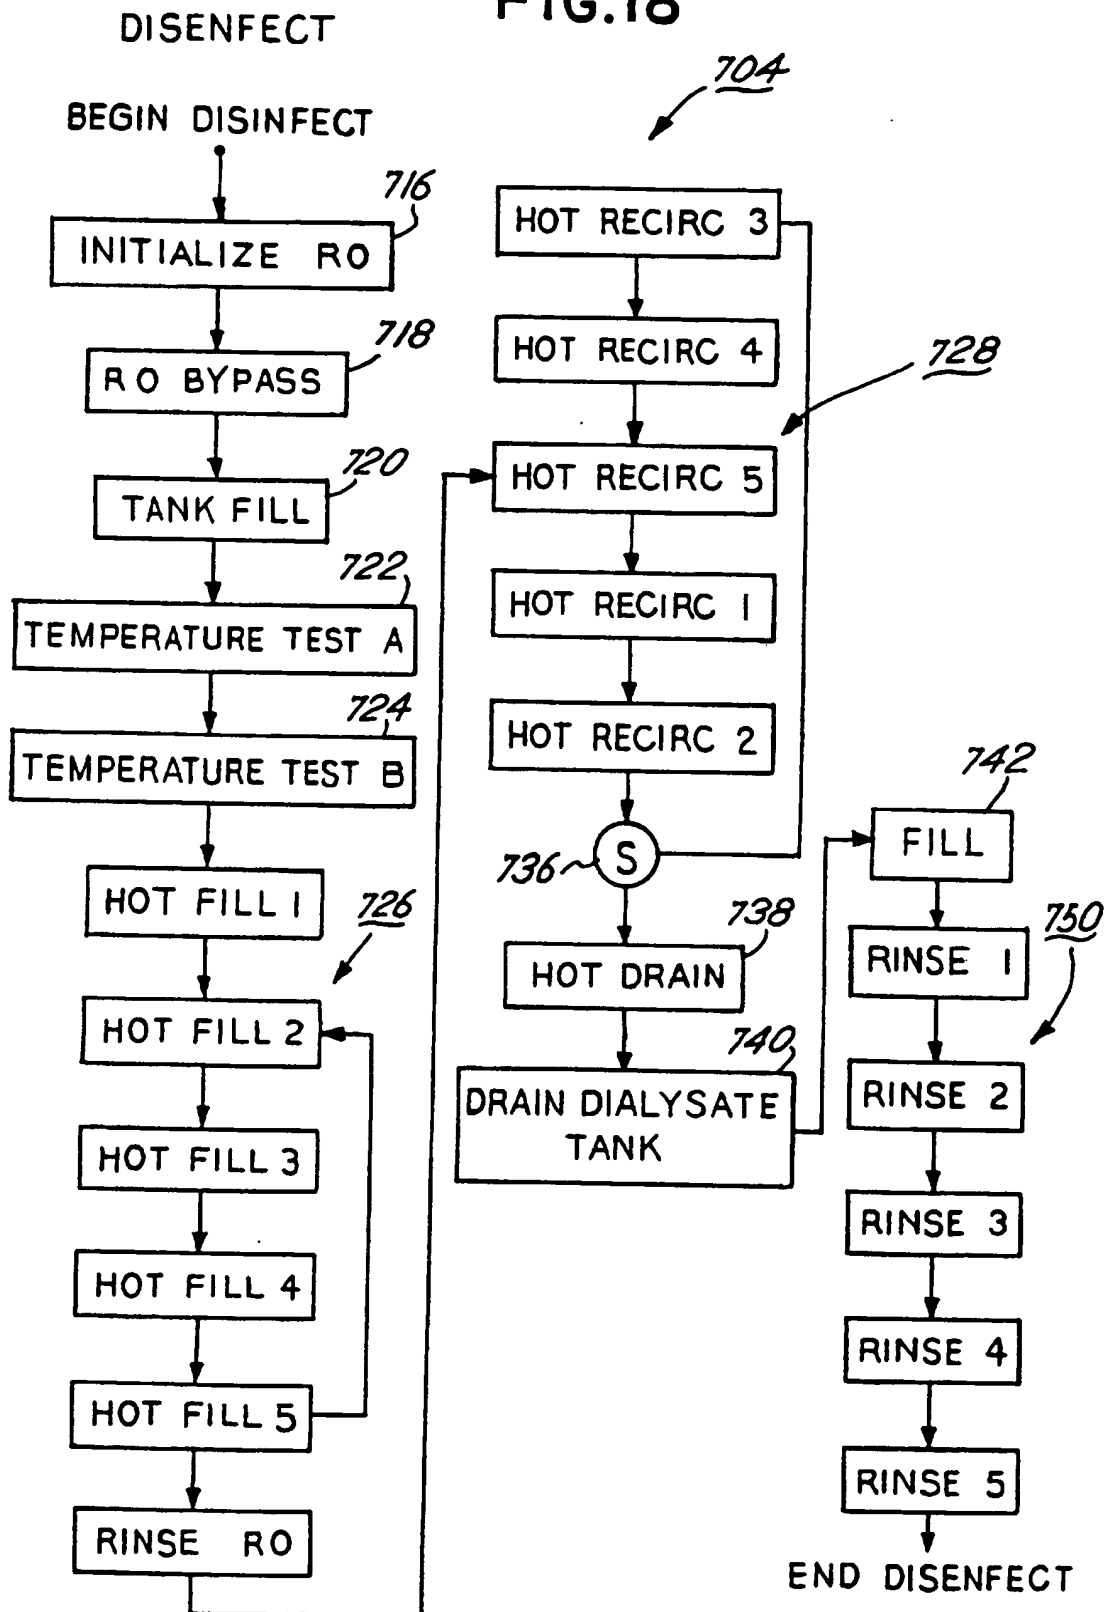 FIG.18
DISENFECT
BEGIN DISINFECT
716
INITIALIZE RO
718
RO BYPASS
720
TANK FILL
722
TEMPERATURE TEST A
724
TEMPERATURE TEST B
HOT FILL 1
726
HOT FILL 2
HOT FILL 3
HOT FILL 4
HOT FILL 5
RINSE RO
704
HOT RECIRC 3
HOT RECIRC 4
728
HOT RECIRC 5
HOT RECIRC 1
HOT RECIRC 2
736
S
738
HOT DRAIN
740
DRAIN DIALYSATE
TANK
742
FILL
750
RINSE 1
RINSE 2
RINSE 3
RINSE 4
RINSE 5
END DISENFECT